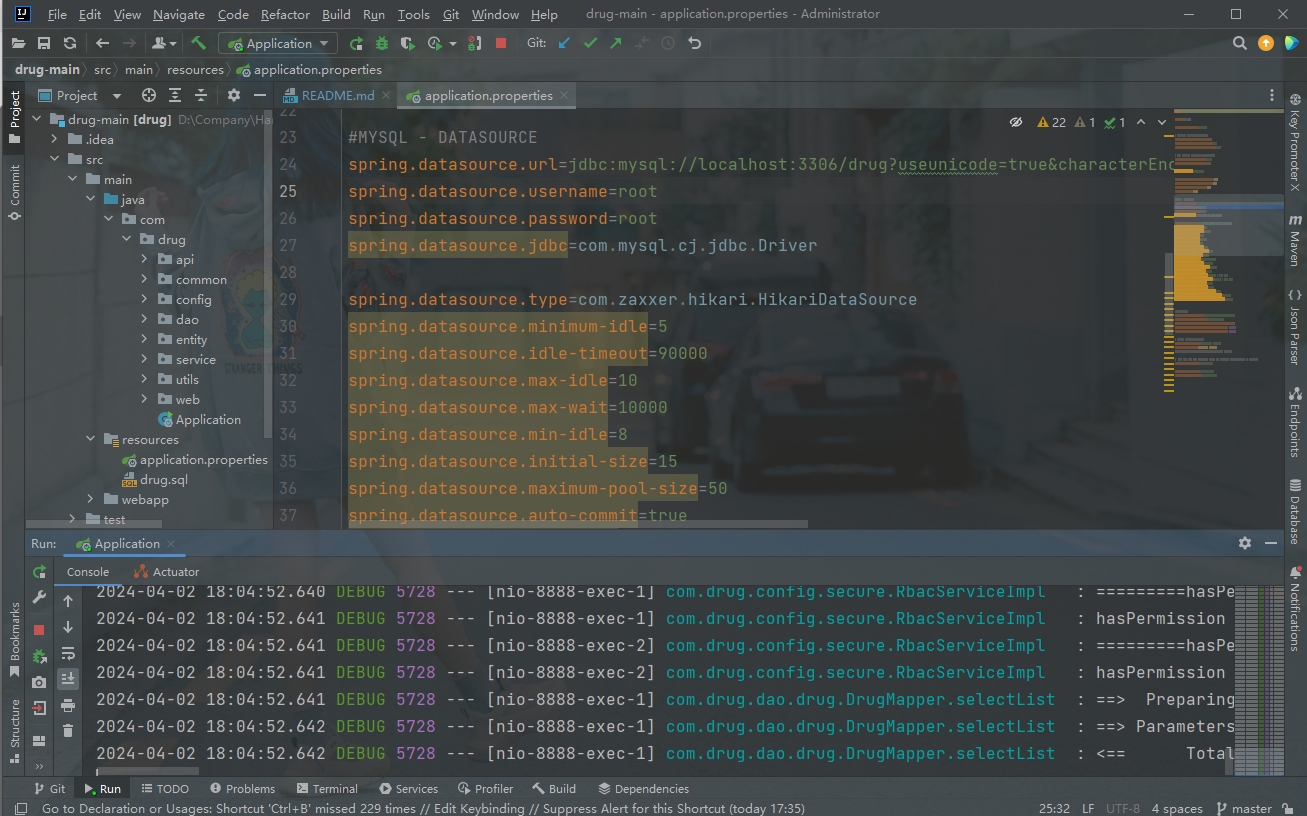 File Edit View Navigate Code Refactor Build Run Tools Git Window Help drug-main - application.properties - Administrator
Application Git:
drug-main src main resources application.properties
Project README.md application.properties
Project
Commit
Bookmarks
Structure
drug-main [drug] D:\Company\Ha
.idea
src
main
java
com
drug
api
common
config
dao
entity
service
utils
web
Application
resources
application.properties
drug.sql
webapp
test
22 1 1
22
23 #MYSQL - DATASOURCE
24 spring.datasource.url=jdbc:mysql://localhost:3306/drug?useunicode=true&characterEnc
25 spring.datasource.username=root
26 spring.datasource.password=root
27 spring.datasource.jdbc=com.mysql.cj.jdbc.Driver
28
29 spring.datasource.type=com.zaxxer.hikari.HikariDataSource
30 spring.datasource.minimum-idle=5
31 spring.datasource.idle-timeout=90000
32 spring.datasource.max-idle=10
33 spring.datasource.max-wait=10000
34 spring.datasource.min-idle=8
35 spring.datasource.initial-size=15
36 spring.datasource.maximum-pool-size=50
37 spring.datasource.auto-commit=true
Key Promoter X
Maven
Json Parser
Endpoints
Database
Notifications
STRANGER THINGS
Run: Application
Console Actuator
2024-04-02 18:04:52.640 DEBUG 5728 --- [nio-8888-exec-1] com.drug.config.secure.RbacServiceImpl : =========hasPe
2024-04-02 18:04:52.641 DEBUG 5728 --- [nio-8888-exec-1] com.drug.config.secure.RbacServiceImpl : hasPermission
2024-04-02 18:04:52.641 DEBUG 5728 --- [nio-8888-exec-2] com.drug.config.secure.RbacServiceImpl : =========hasPe
2024-04-02 18:04:52.641 DEBUG 5728 --- [nio-8888-exec-2] com.drug.config.secure.RbacServiceImpl : hasPermission
2024-04-02 18:04:52.641 DEBUG 5728 --- [nio-8888-exec-1] com.drug.dao.drug.DrugMapper.selectList : ==> Preparing
2024-04-02 18:04:52.642 DEBUG 5728 --- [nio-8888-exec-1] com.drug.dao.drug.DrugMapper.selectList : ==> Parameters
2024-04-02 18:04:52.642 DEBUG 5728 --- [nio-8888-exec-1] com.drug.dao.drug.DrugMapper.selectList : <== Total
Git Run TODO Problems Terminal Services Profiler Build Dependencies
Go to Declaration or Usages: Shortcut 'Ctrl+B' missed 229 times // Edit Keybinding // Suppress Alert for this Shortcut (today 17:35) 25:32 LF UTF-8 4 spaces master